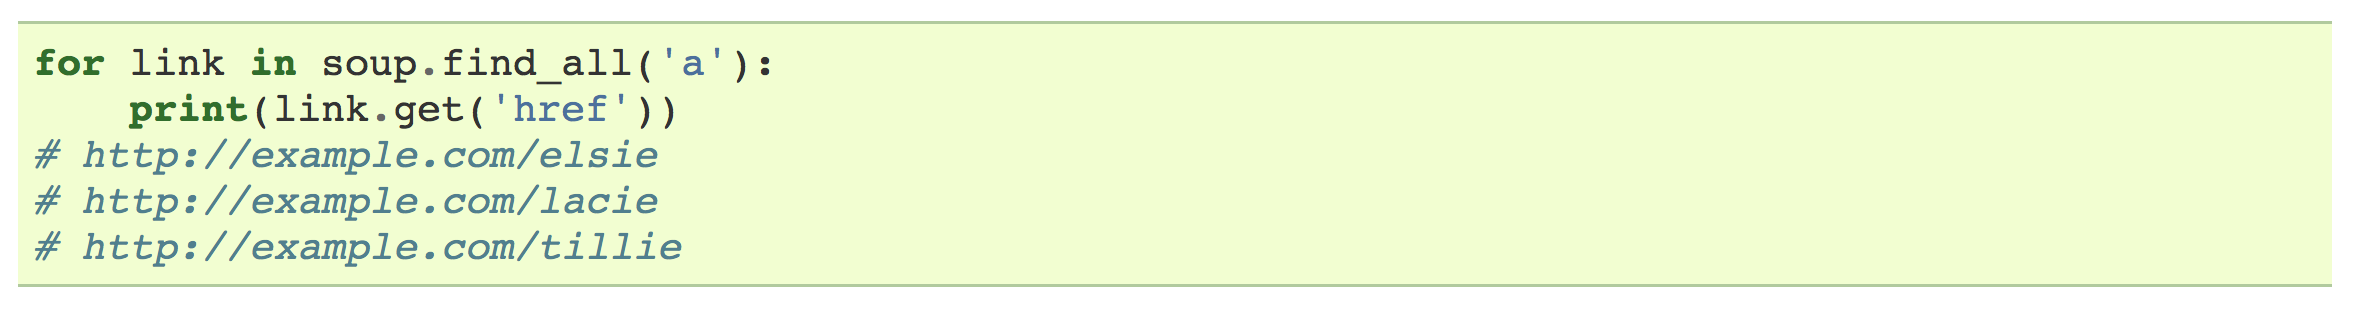 for link in soup.find_all('a'):
    print(link.get('href'))
# http://example.com/elsie
# http://example.com/lacie
# http://example.com/tillie